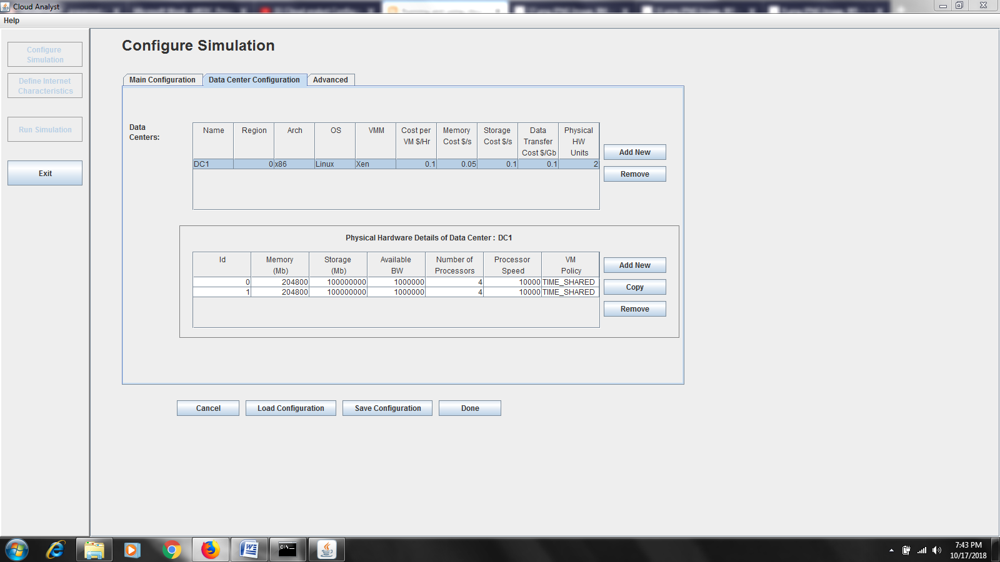 Cloud Analyst
Help
Configure
Simulation
Define Internet
Characteristics
Run Simulation
Exit
Configure Simulation
Main Configuration Data Center Configuration Advanced
Data
Centers:
Name Region Arch OS VMM Cost per Memory Storage Data Physical
VM $/Hr Cost $/s Cost $/s Transfer HW
Cost $/Gb Units
DC1 0 x86 Linux Xen 0.1 0.05 0.1 0.1 2
Add New
Remove
Physical Hardware Details of Data Center : DC1
Id Memory Storage Available Number of Processor VM
(Mb) (Mb) BW Processors Speed Policy
0 204800 100000000 1000000 4 10000 TIME_SHARED
1 204800 100000000 1000000 4 10000 TIME_SHARED
Add New
Copy
Remove
Cancel Load Configuration Save Configuration Done
7:43 PM
10/17/2018